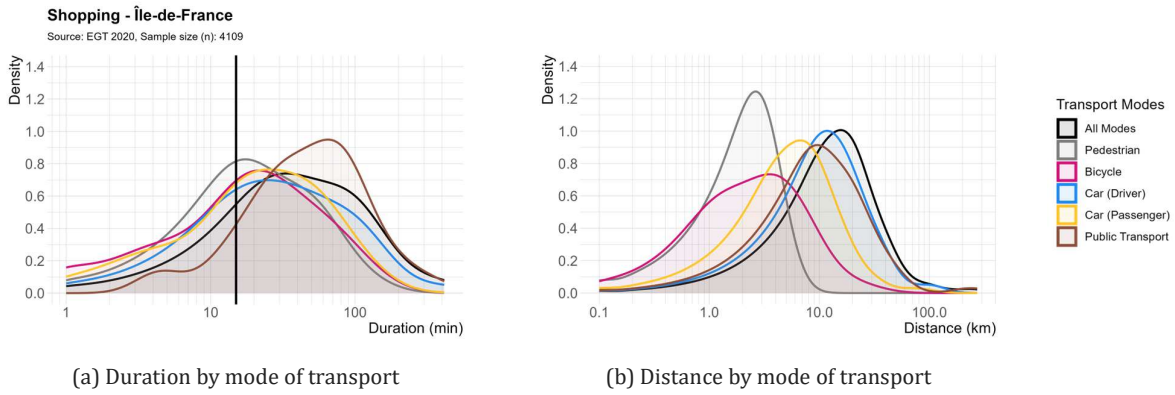 Shopping - Île-de-France
Source: EGT 2020, Sample size (n): 4109
Density
1.4
1.2
1.0
0.8
0.6
0.4
0.2
0.0
1
10
100
Duration (min)
(a) Duration by mode of transport
Density
1.4
1.2
1.0
0.8
0.6
0.4
0.2
0.0
0.1
1.0
10.0
100.0
Distance (km)
(b) Distance by mode of transport
Transport Modes
All Modes
Pedestrian
Bicycle
Car (Driver)
Car (Passenger)
Public Transport